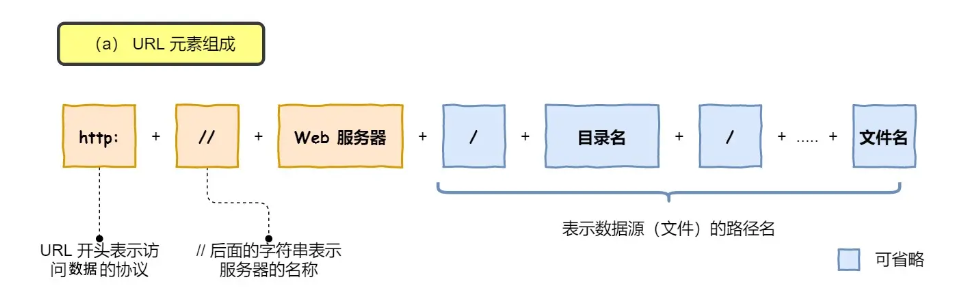 （a） URL 元素组成
http: + // + Web 服务器 + / + 目录名 + / + ..... + 文件名
URL 开头表示访
问数据的协议
// 后面的字符串表示
服务器的名称
表示数据源（文件）的路径名
可省略